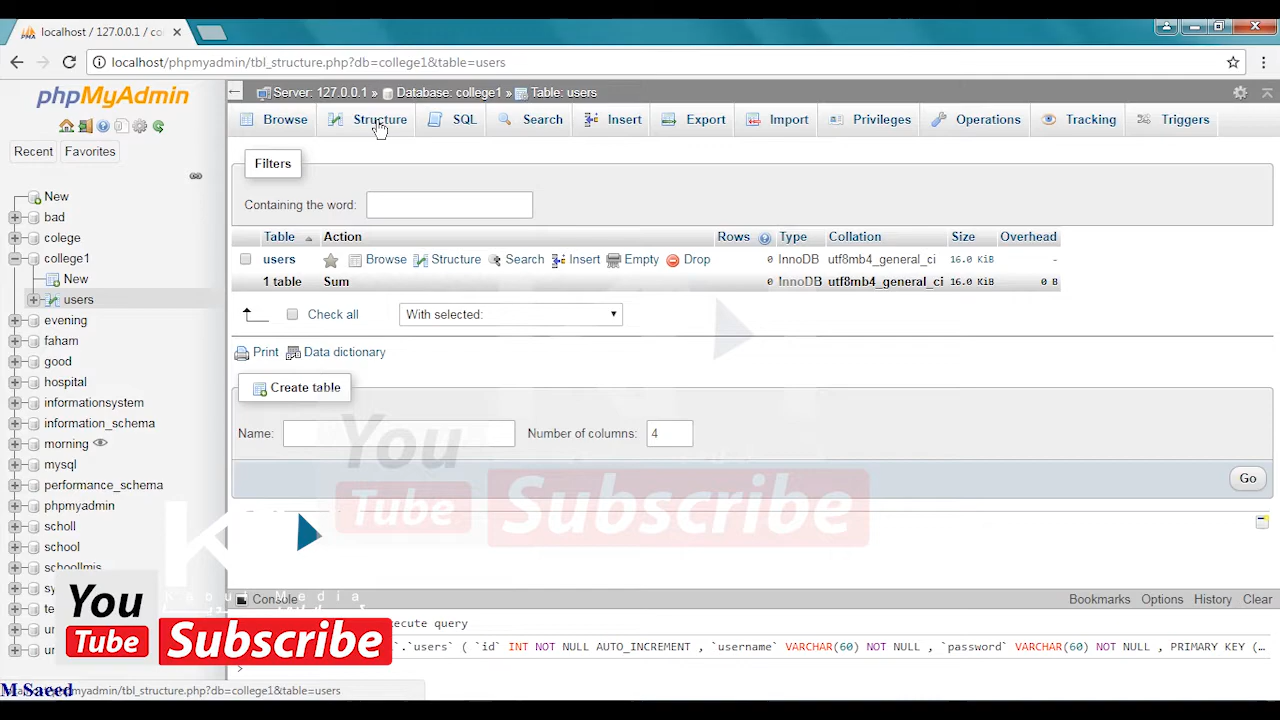 localhost / 127.0.0.1 / co
localhost/phpmyadmin/tbl_structure.php?db=college1&table=users
phpMyAdmin
Server: 127.0.0.1 » Database: college1 » Table: users
Browse Structure SQL Search Insert Export Import Privileges Operations Tracking Triggers
Recent Favorites
New
bad
colege
college1
New
users
evening
faham
good
hospital
informationsystem
information_schema
morning
mysql
performance_schema
phpmyadmin
scholl
school
schoollmis
Filters
Containing the word:
Table Action Rows Type Collation Size Overhead
users Browse Structure Search Insert Empty Drop 0 InnoDB utf8mb4_general_ci 16.0 KiB -
1 table Sum 0 InnoDB utf8mb4_general_ci 16.0 KiB 0 B
Check all With selected:
Print Data dictionary
Create table
Name: Number of columns: 4
Go
You
Tube Subscribe
Console Bookmarks Options History Clear
Kabul Media
ecute query
`.`users` ( `id` INT NOT NULL AUTO_INCREMENT , `username` VARCHAR(60) NOT NULL , `password` VARCHAR(60) NOT NULL , PRIMARY KEY (…
>
You
Tube Subscribe
M Saeed
/phpmyadmin/tbl_structure.php?db=college1&table=users